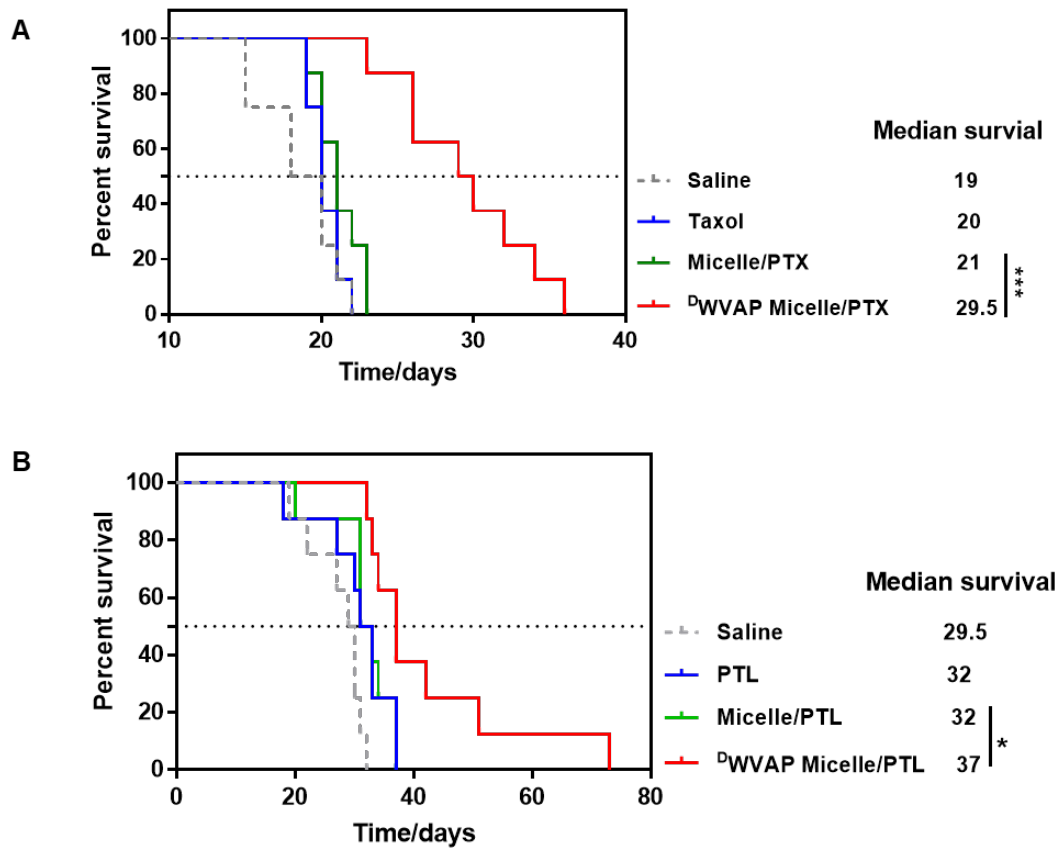 A
Percent survival
100
80
60
40
20
0
10
20
30
40
Time/days
Median survial
Saline 19
Taxol 20
Micelle/PTX 21
ᴰWVAP Micelle/PTX 29.5
***
B
Percent survival
100
80
60
40
20
0
0
20
40
60
80
Time/days
Median survival
Saline 29.5
PTL 32
Micelle/PTL 32
ᴰWVAP Micelle/PTL 37
*